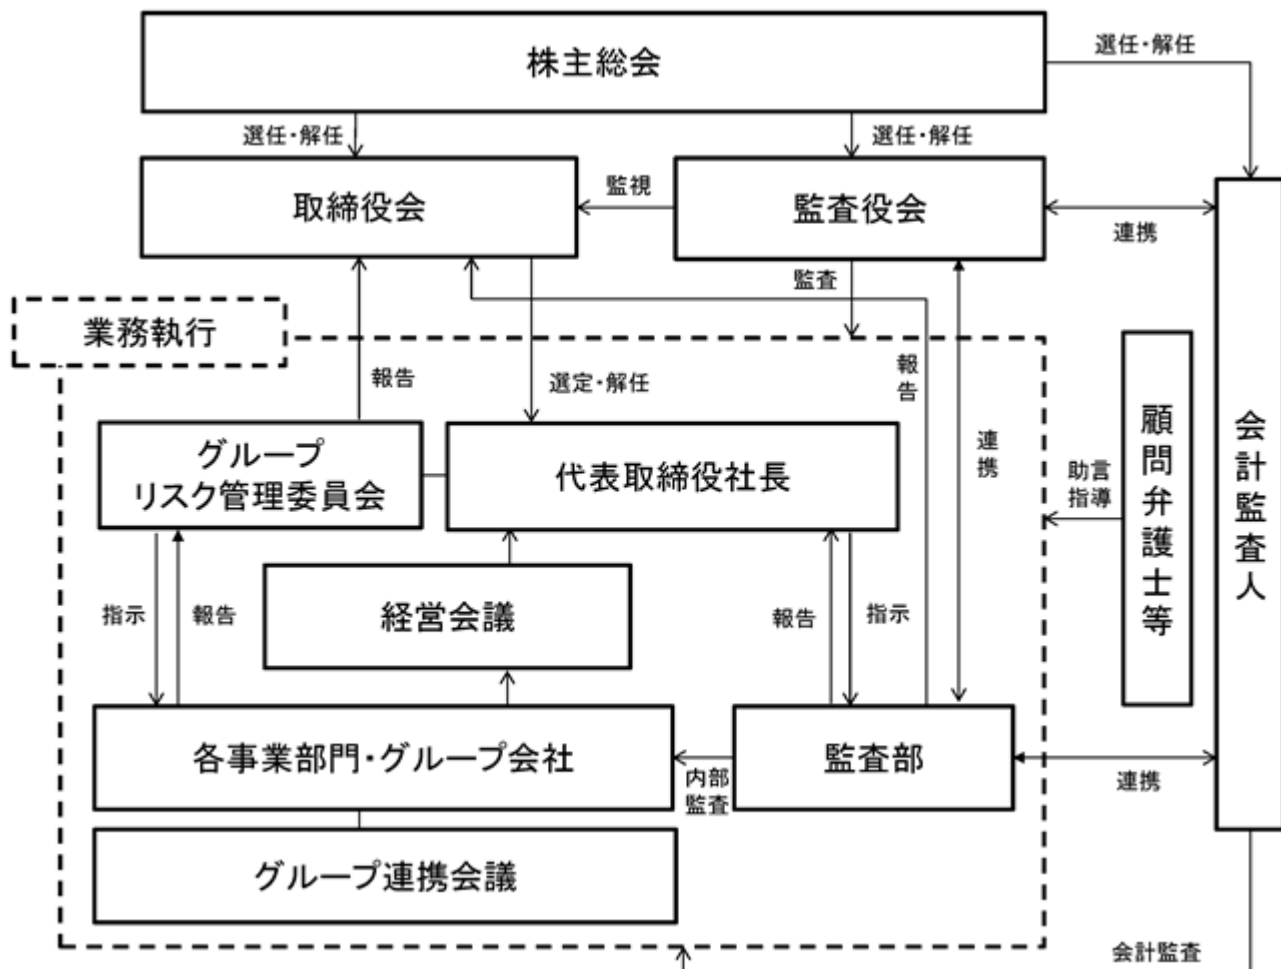 株主総会
選任・解任
選任・解任
選任・解任
取締役会
監視
監査役会
連携
監査
業務執行
報告
選定・解任
報告
連携
助言
指導
顧問弁護士等
会計監査人
グループ
リスク管理委員会
代表取締役社長
指示
報告
経営会議
報告
指示
各事業部門・グループ会社
内部
監査
監査部
連携
グループ連携会議
会計監査